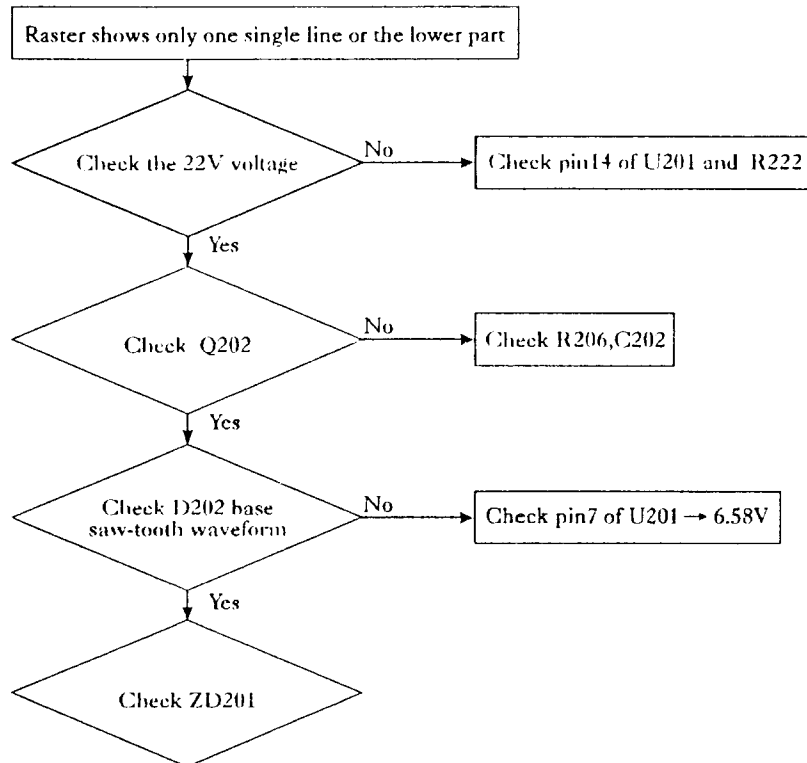 Raster shows only one single line or the lower part
Check the 22V voltage
No
Check pin14 of U201 and R222
Yes
Check Q202
No
Check R206,C202
Yes
Check D202 base
saw-tooth waveform
No
Check pin7 of U201 → 6.58V
Yes
Check ZD201